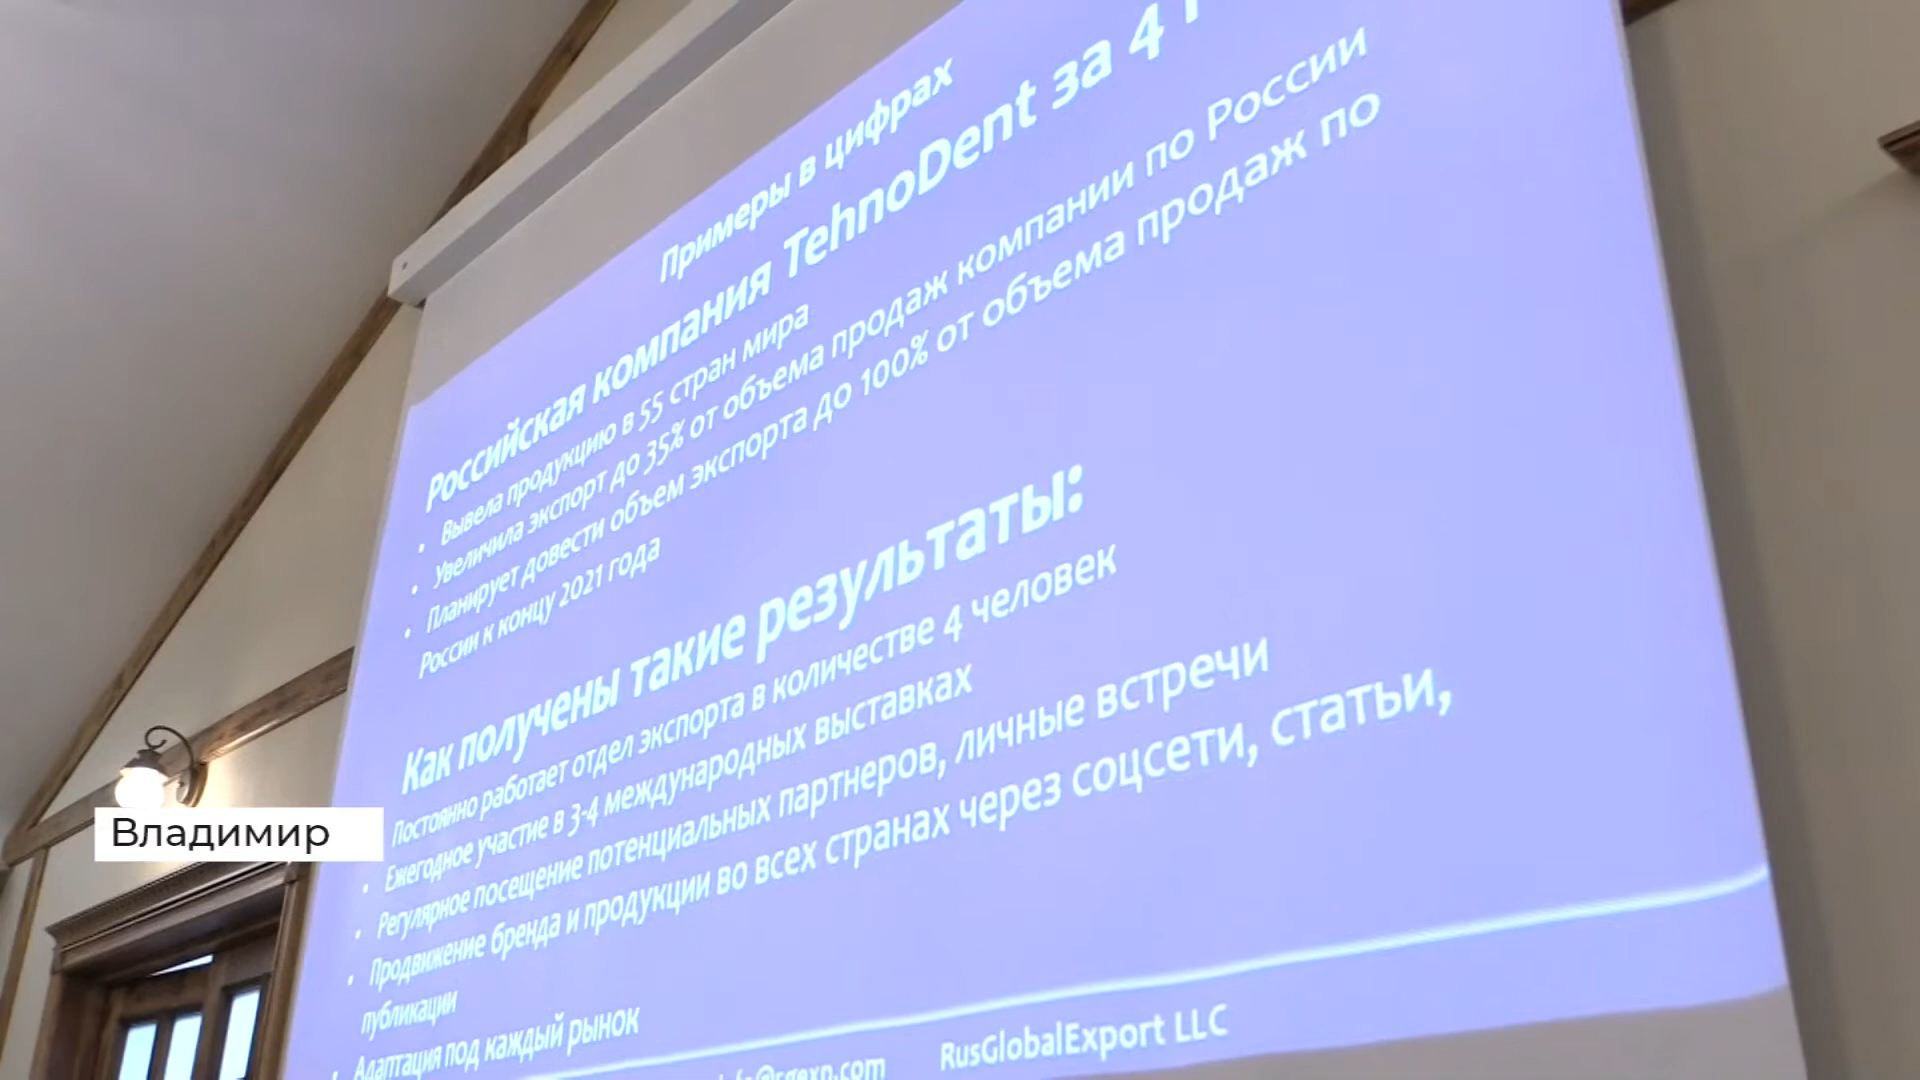 Примеры в цифрах
Российская компания TehnoDent за 4
• Вывела продукцию в 55 стран мира
• Увеличила экспорт до 35% от объема продаж компании по России
• Планирует довести объем экспорта до 100% от объема продаж по
России к концу 2021 года
Как получены такие результаты:
Постоянно работает отдел экспорта в количестве 4 человек
• Ежегодное участие в 3-4 международных выставках
• Регулярное посещение потенциальных партнеров, личные встречи
• Продвижение бренда и продукции во всех странах через соцсети, статьи,
публикации
• Адаптация под каждый рынок
info@rgexp.com RusGlobalExport LLC
Владимир